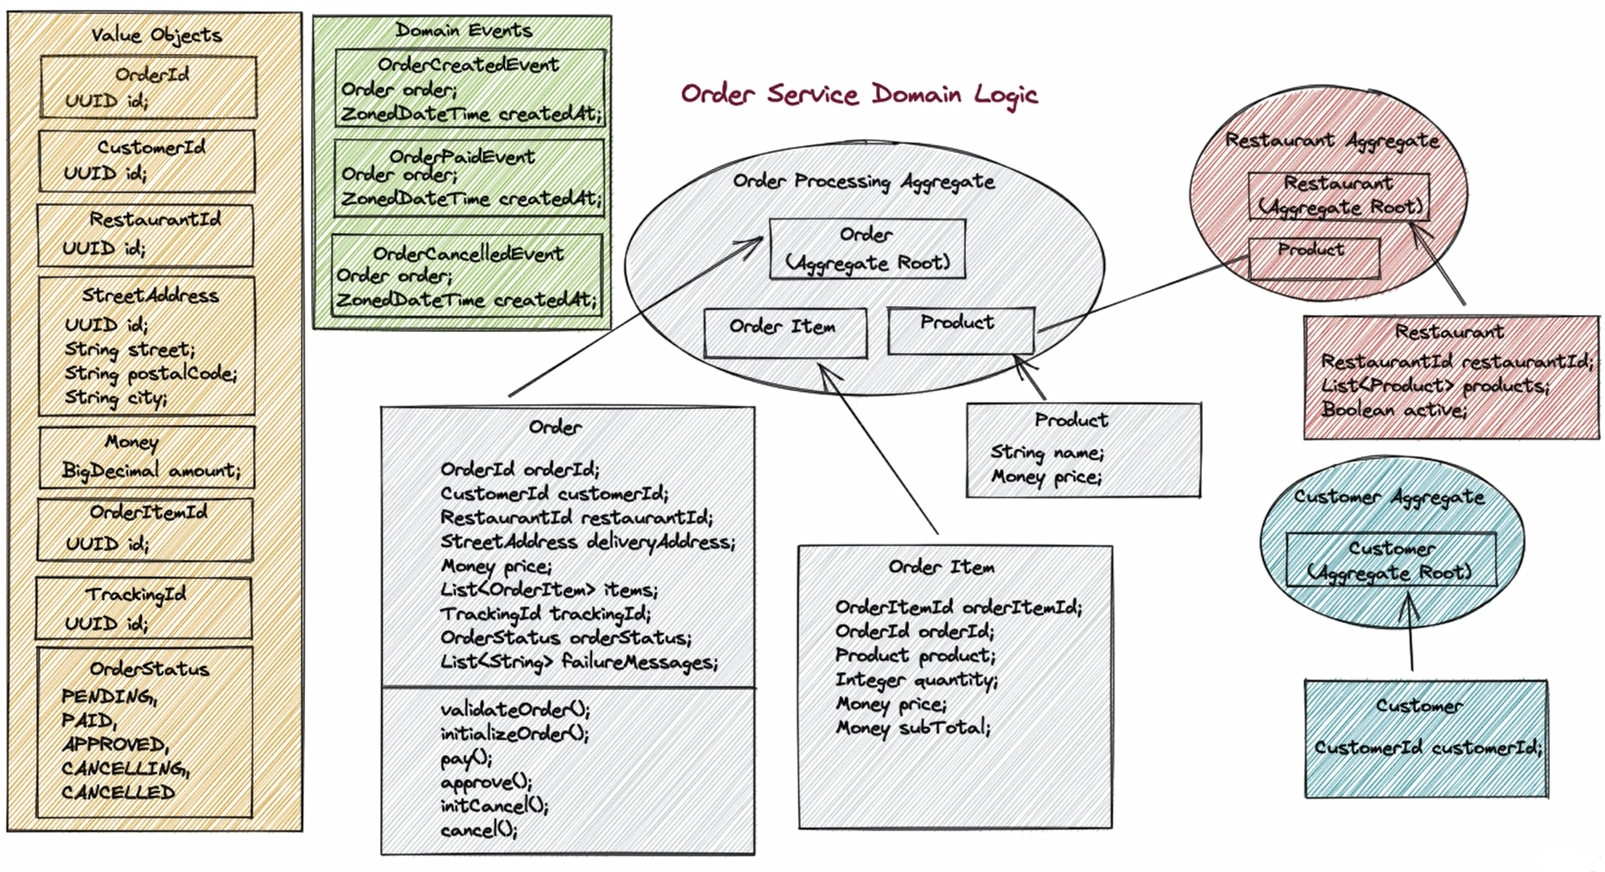 Value Objects
OrderId
UUID id;
CustomerId
UUID id;
RestaurantId
UUID id;
StreetAddress
UUID id;
String street;
String postalCode;
String city;
Money
BigDecimal amount;
OrderItemId
UUID id;
TrackingId
UUID id;
OrderStatus
PENDING,
PAID,
APPROVED,
CANCELLING,
CANCELLED
Domain Events
OrderCreatedEvent
Order order;
ZonedDateTime createdAt;
OrderPaidEvent
Order order;
ZonedDateTime createdAt;
OrderCancelledEvent
Order order;
ZonedDateTime createdAt;
Order Service Domain Logic
Order Processing Aggregate
Order
(Aggregate Root)
Order Item
Product
Order
OrderId orderId;
CustomerId customerId;
RestaurantId restaurantId;
StreetAddress deliveryAddress;
Money price;
List<OrderItem> items;
TrackingId trackingId;
OrderStatus orderStatus;
List<String> failureMessages;
validateOrder();
initializeOrder();
pay();
approve();
initCancel();
cancel();
Order Item
OrderItemId orderItemId;
OrderId orderId;
Product product;
Integer quantity;
Money price;
Money subTotal;
Product
String name;
Money price;
Restaurant Aggregate
Restaurant
(Aggregate Root)
Product
Restaurant
RestaurantId restaurantId;
List<Product> products;
Boolean active;
Customer Aggregate
Customer
(Aggregate Root)
Customer
CustomerId customerId;